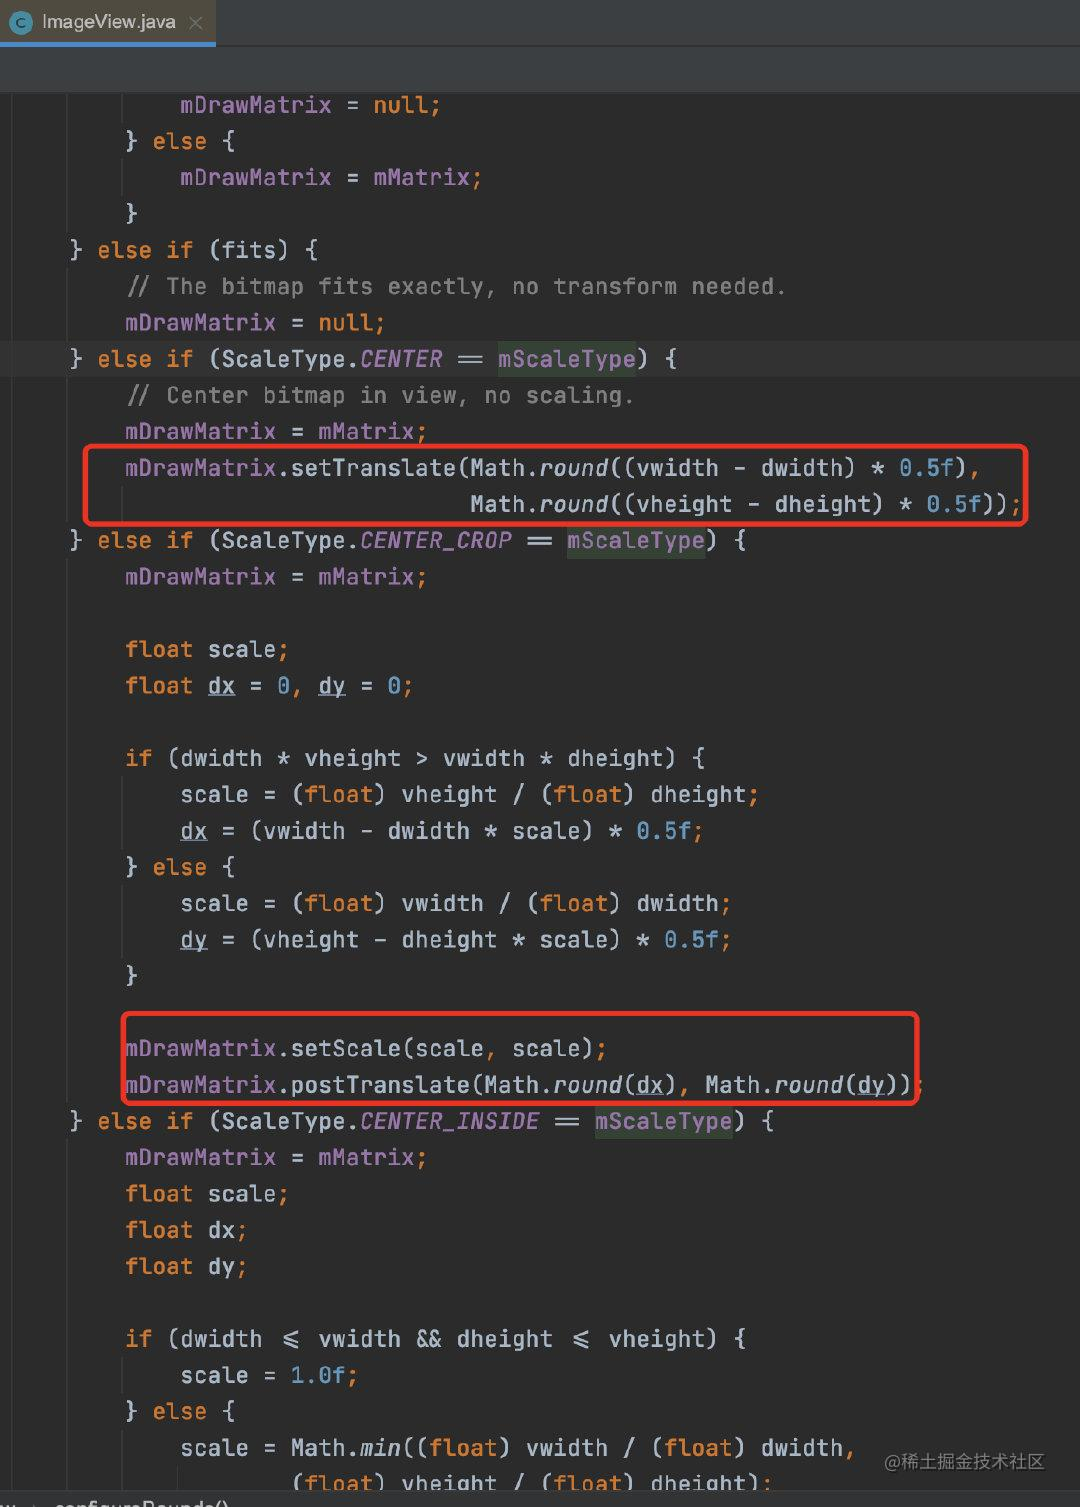 ImageView.java
mDrawMatrix = null;
} else {
mDrawMatrix = mMatrix;
}
} else if (fits) {
// The bitmap fits exactly, no transform needed.
mDrawMatrix = null;
} else if (ScaleType.CENTER == mScaleType) {
// Center bitmap in view, no scaling.
mDrawMatrix = mMatrix;
mDrawMatrix.setTranslate(Math.round((vwidth - dwidth) * 0.5f),
Math.round((vheight - dheight) * 0.5f));
} else if (ScaleType.CENTER_CROP == mScaleType) {
mDrawMatrix = mMatrix;
float scale;
float dx = 0, dy = 0;
if (dwidth * vheight > vwidth * dheight) {
scale = (float) vheight / (float) dheight;
dx = (vwidth - dwidth * scale) * 0.5f;
} else {
scale = (float) vwidth / (float) dwidth;
dy = (vheight - dheight * scale) * 0.5f;
}
mDrawMatrix.setScale(scale, scale);
mDrawMatrix.postTranslate(Math.round(dx), Math.round(dy));
} else if (ScaleType.CENTER_INSIDE == mScaleType) {
mDrawMatrix = mMatrix;
float scale;
float dx;
float dy;
if (dwidth <= vwidth && dheight <= vheight) {
scale = 1.0f;
} else {
scale = Math.min((float) vwidth / (float) dwidth,
(float) vheight / (float) dheight);
@稀土掘金技术社区
configureBounds()